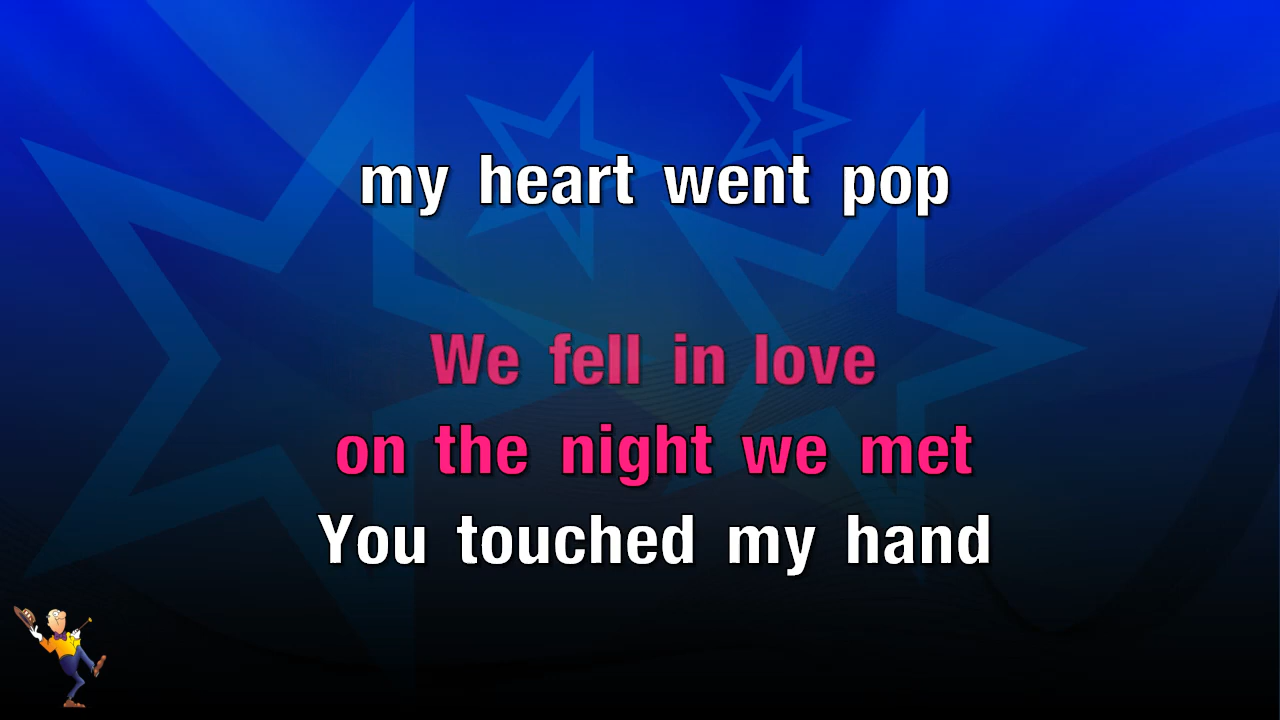 my heart went pop
We fell in love
on the night we met
You touched my hand